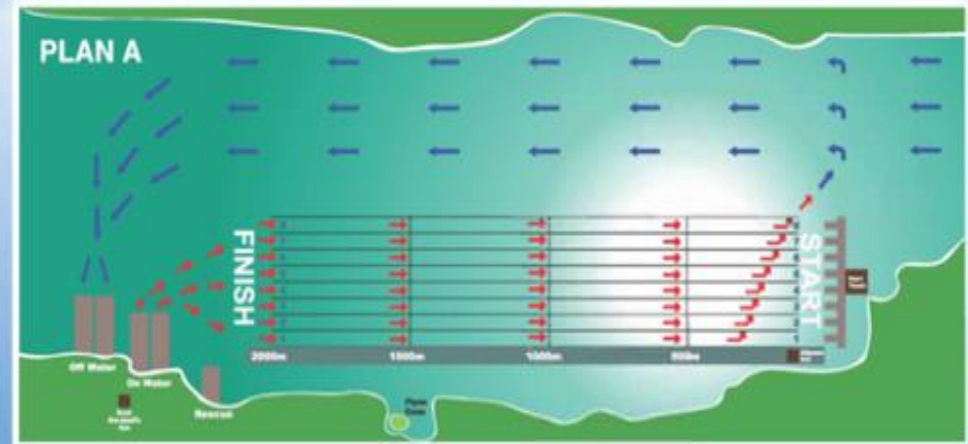 PLAN A
FINISH
START
2000m
1500m
1000m
500m
Off Water
On Water
Rescue